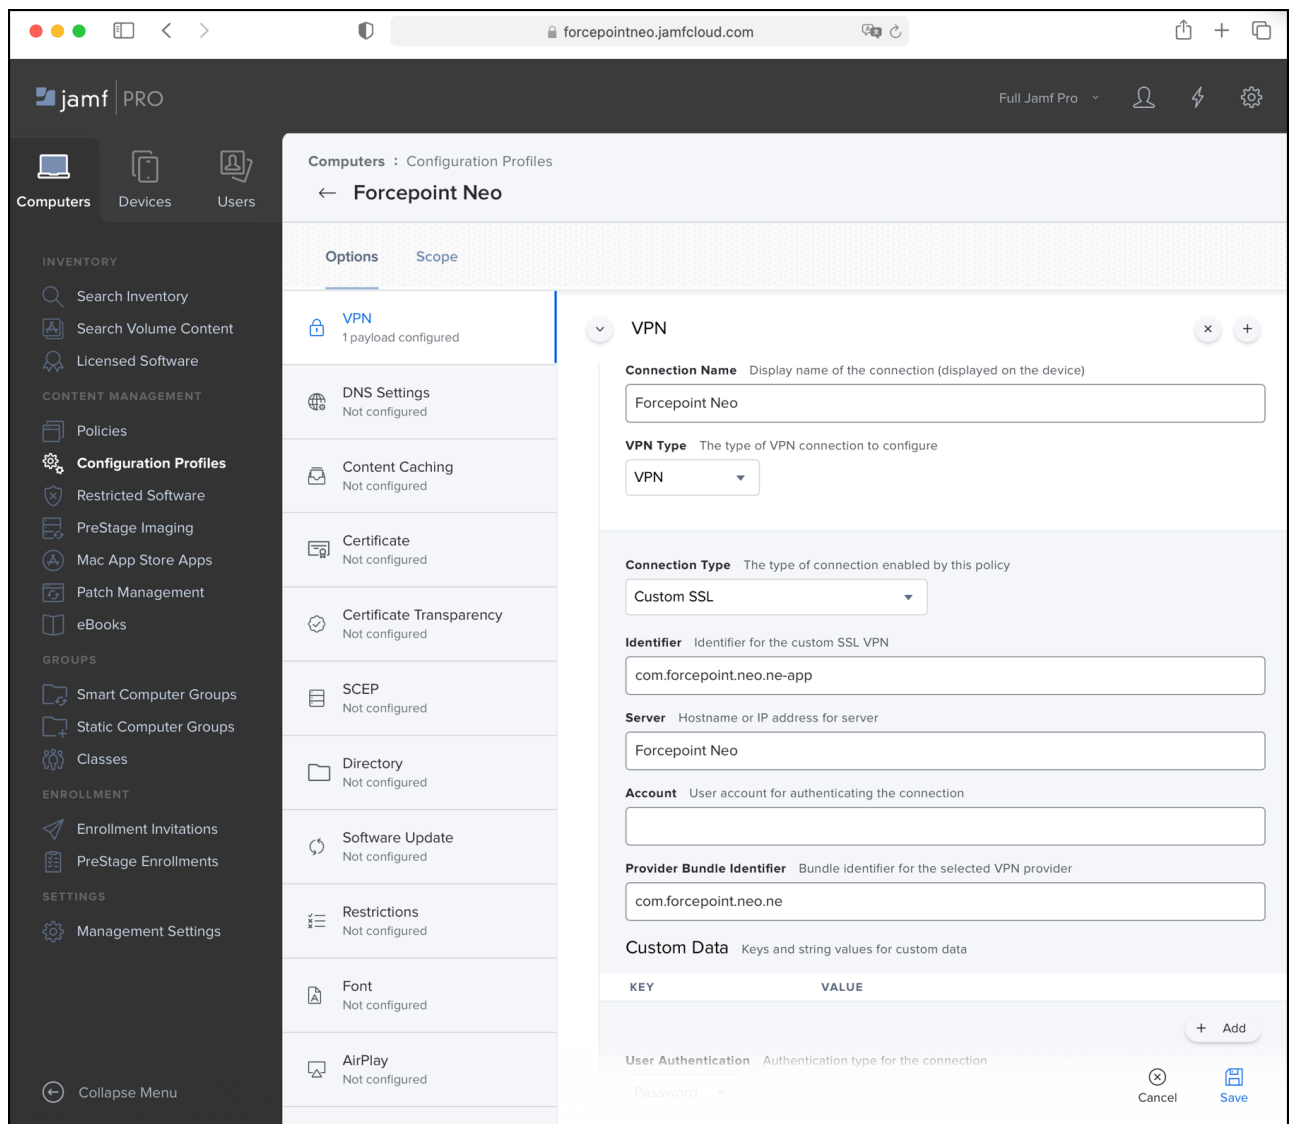 forcepointneo.jamfcloud.com
jamf PRO
Full Jamf Pro
Computers
Devices
Users
INVENTORY
Search Inventory
Search Volume Content
Licensed Software
CONTENT MANAGEMENT
Policies
Configuration Profiles
Restricted Software
PreStage Imaging
Mac App Store Apps
Patch Management
eBooks
GROUPS
Smart Computer Groups
Static Computer Groups
Classes
ENROLLMENT
Enrollment Invitations
PreStage Enrollments
SETTINGS
Management Settings
Collapse Menu
Computers : Configuration Profiles
Forcepoint Neo
Options
Scope
VPN
1 payload configured
DNS Settings
Not configured
Content Caching
Not configured
Certificate
Not configured
Certificate Transparency
Not configured
SCEP
Not configured
Directory
Not configured
Software Update
Not configured
Restrictions
Not configured
Font
Not configured
AirPlay
Not configured
VPN
Connection Name Display name of the connection (displayed on the device)
Forcepoint Neo
VPN Type The type of VPN connection to configure
VPN
Connection Type The type of connection enabled by this policy
Custom SSL
Identifier Identifier for the custom SSL VPN
com.forcepoint.neo.ne-app
Server Hostname or IP address for server
Forcepoint Neo
Account User account for authenticating the connection
Provider Bundle Identifier Bundle identifier for the selected VPN provider
com.forcepoint.neo.ne
Custom Data Keys and string values for custom data
KEY VALUE
+ Add
User Authentication Authentication type for the connection
Password
Cancel
Save